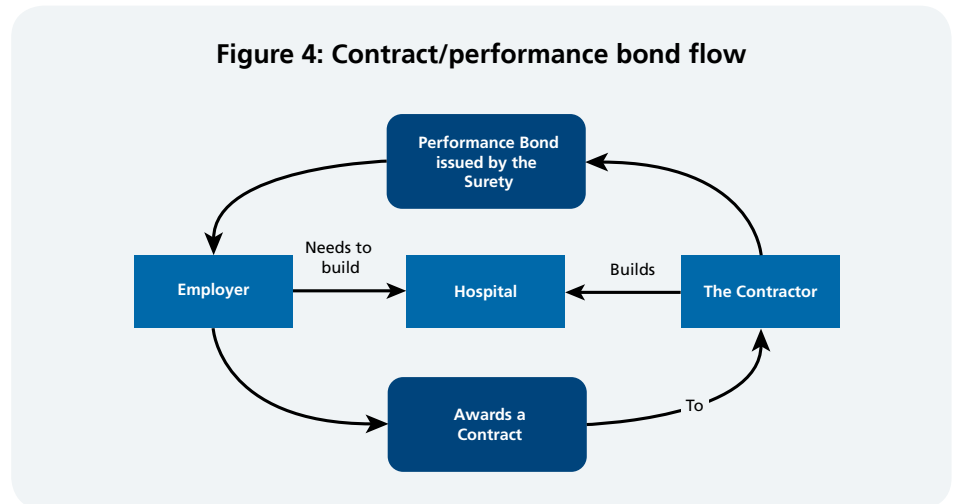 Figure 4: Contract/performance bond flow
Performance Bond
issued by the
Surety
Needs to
build
Builds
Employer
Hospital
The Contractor
Awards a
Contract
To